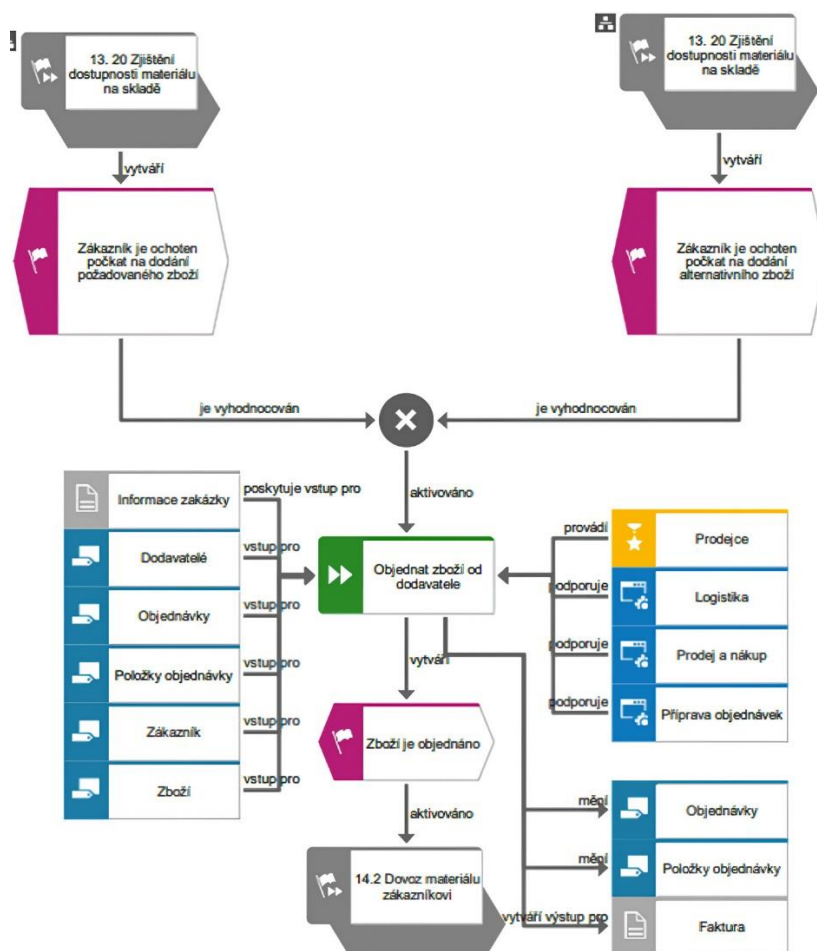 13. 20 Zjištění
dostupnosti materiálu
na skladě
13. 20 Zjištění
dostupnosti materiálu
na skladě
vytváří
vytváří
Zákazník je ochoten
počkat na dodání
požadovaného zboží
Zákazník je ochoten
počkat na dodání
alternativního zboží
je vyhodnocován
je vyhodnocován
aktivováno
Informace zakázky
poskytuje vstup pro
Dodavatelé
vstup pro
Objednávky
vstup pro
Položky objednávky
vstup pro
Zákazník
vstup pro
Zboží
vstup pro
Objednat zboží od
dodavatele
provádí
Prodejce
podporuje
Logistika
podporuje
Prodej a nákup
podporuje
Příprava objednávek
vytváří
Zboží je objednáno
aktivováno
14.2 Dovoz materiálu
zákazníkovi
mění
Objednávky
mění
Položky objednávky
vytváří výstup pro
Faktura